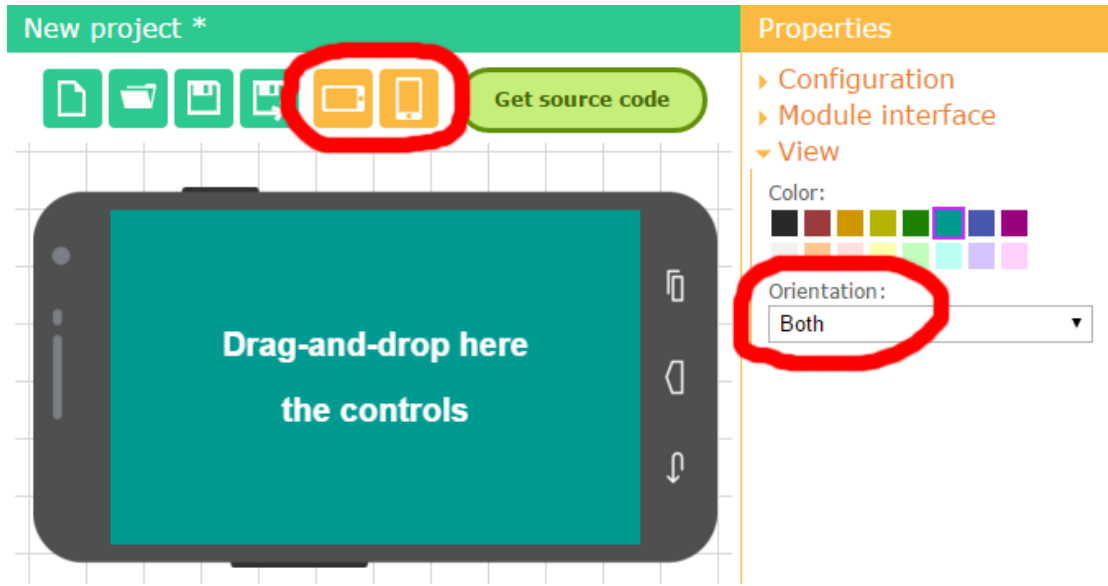 New project *
Get source code
Drag-and-drop here
the controls
Properties
Configuration
Module interface
View
Color:
Orientation:
Both